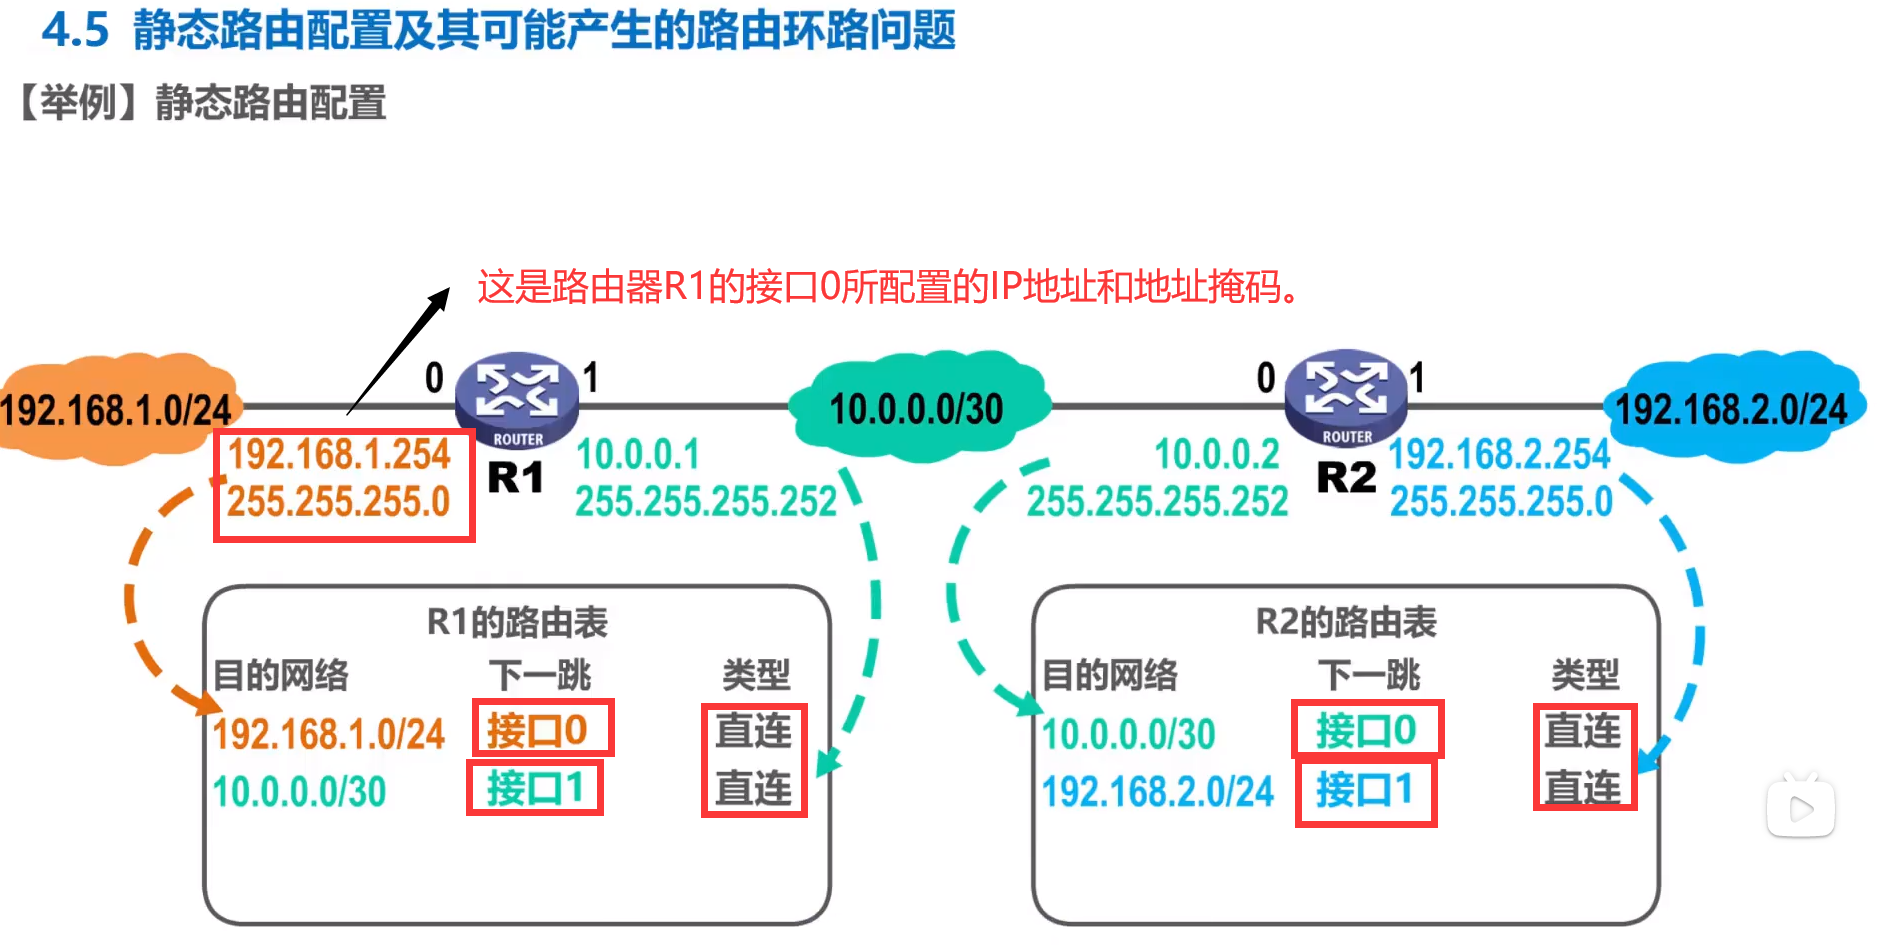 4.5 静态路由配置及其可能产生的路由环路问题
【举例】静态路由配置
这是路由器R1的接口0所配置的IP地址和地址掩码。
0 1 0 1
192.168.1.0/24 10.0.0.0/30 192.168.2.0/24
ROUTER ROUTER
192.168.1.254 R1 10.0.0.1 10.0.0.2 R2 192.168.2.254
255.255.255.0 255.255.255.252 255.255.255.252 255.255.255.0
R1的路由表
目的网络 下一跳 类型
192.168.1.0/24 接口0 直连
10.0.0.0/30 接口1 直连
R2的路由表
目的网络 下一跳 类型
10.0.0.0/30 接口0 直连
192.168.2.0/24 接口1 直连